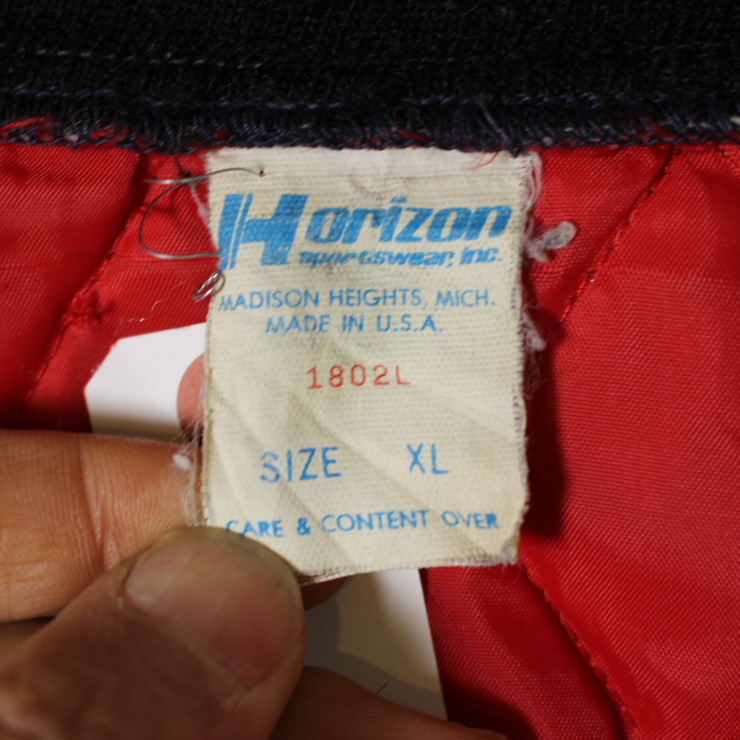 Horizon
sportswear, inc.
MADISON HEIGHTS, MICH.
MADE IN U.S.A.
1802L
SIZE XL
CARE & CONTENT OVER